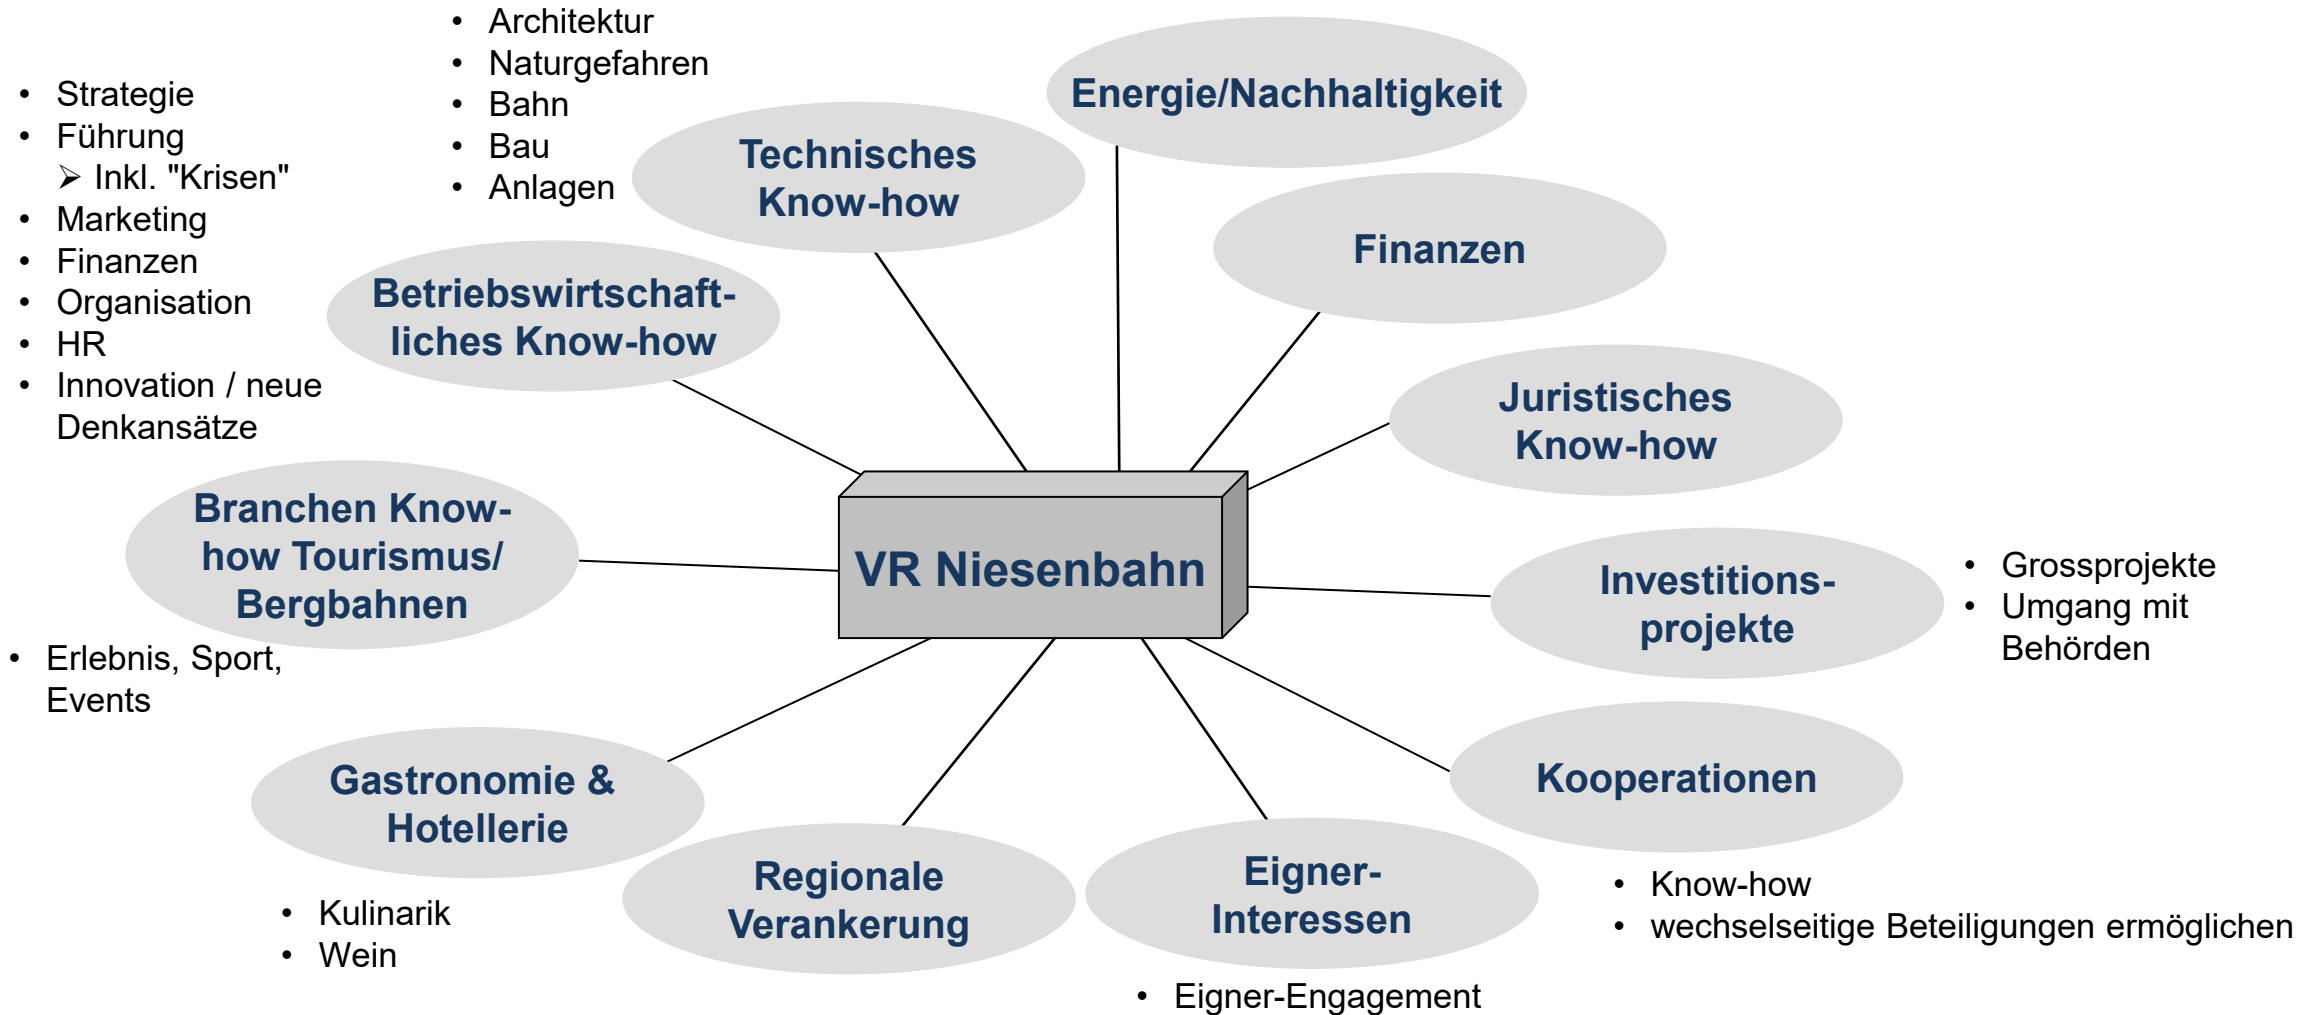 • Architektur
• Naturgefahren
• Bahn
• Bau
• Anlagen
• Strategie
• Führung
➢ Inkl. "Krisen"
• Marketing
• Finanzen
• Organisation
• HR
• Innovation / neue
Denkansätze
Energie/Nachhaltigkeit
Technisches
Know-how
Finanzen
Betriebswirtschaft-
liches Know-how
Juristisches
Know-how
Branchen Know-
how Tourismus/
Bergbahnen
• Erlebnis, Sport,
Events
VR Niesenbahn
Investitions-
projekte
• Grossprojekte
• Umgang mit
Behörden
Gastronomie &
Hotellerie
• Kulinarik
• Wein
Regionale
Verankerung
Eigner-
Interessen
• Eigner-Engagement
Kooperationen
• Know-how
• wechselseitige Beteiligungen ermöglichen